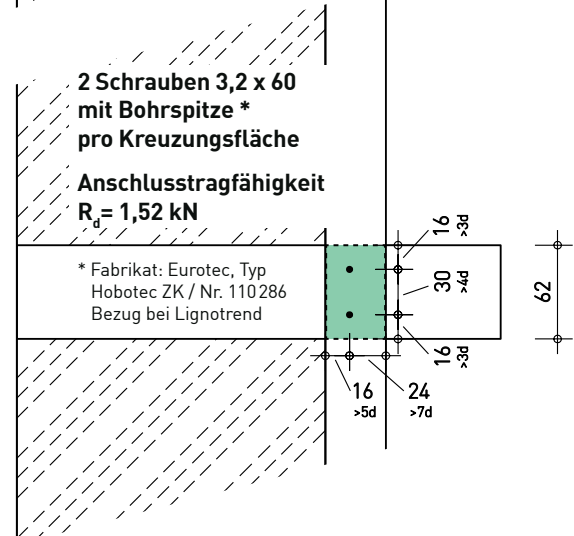 2 Schrauben 3,2 x 60
mit Bohrspitze *
pro Kreuzungsfläche
Anschlusstragfähigkeit
Rd= 1,52 kN
* Fabrikat: Eurotec, Typ
Hobotec ZK / Nr. 110286
Bezug bei Lignotrend
16
>3d
30
>4d
16
>3d
62
16
>5d
24
>7d